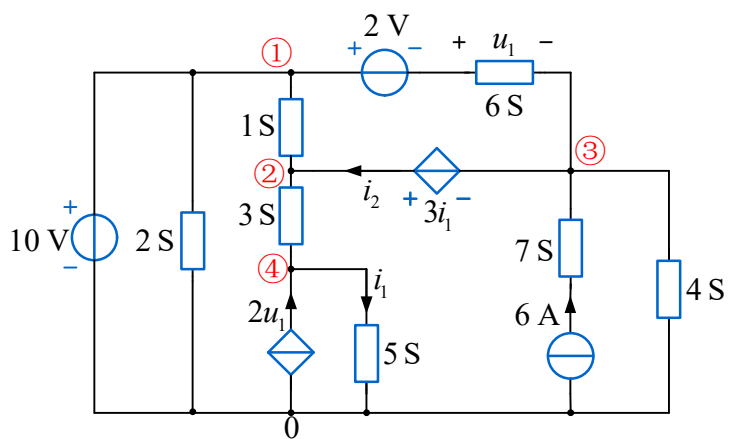 ①
+ 2 V −
+ u₁ −
6 S
1 S
③
②
i₂
+ 3i₁ −
+
10 V
−
2 S
3 S
7 S
4 S
④
i₁
2u₁
6 A
5 S
0